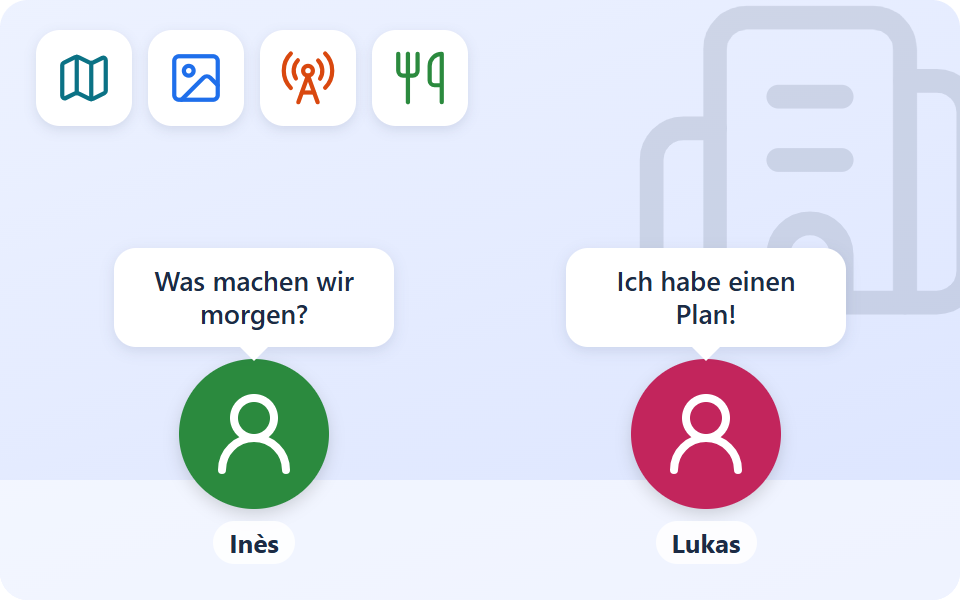 Was machen wir
morgen?
Ich habe einen
Plan!
Inès
Lukas